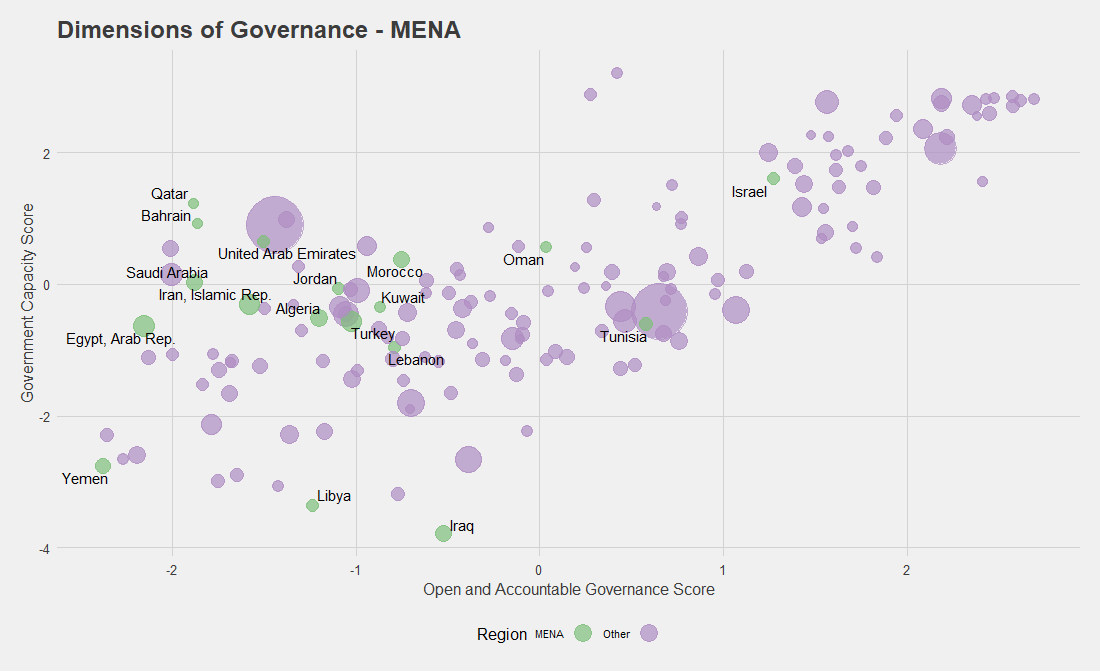 Dimensions of Governance - MENA
Government Capacity Score
2
0
-2
-4
Qatar
Bahrain
Israel
United Arab Emirates
Oman
Saudi Arabia
Morocco
Jordan
Iran, Islamic Rep.
Kuwait
Algeria
Egypt, Arab Rep.
Turkey
Tunisia
Lebanon
Yemen
Libya
Iraq
-2
-1
0
1
2
Open and Accountable Governance Score
Region MENA Other